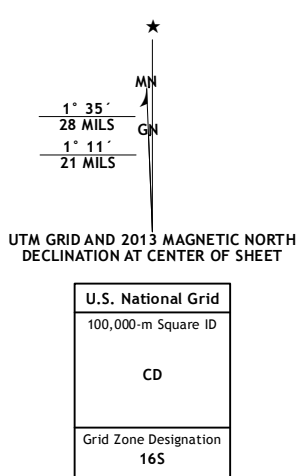 ★
MN
1° 35´
28 MILS
GN
1° 11´
21 MILS
UTM GRID AND 2013 MAGNETIC NORTH
DECLINATION AT CENTER OF SHEET
U.S. National Grid
100,000-m Square ID
CD
Grid Zone Designation
16S